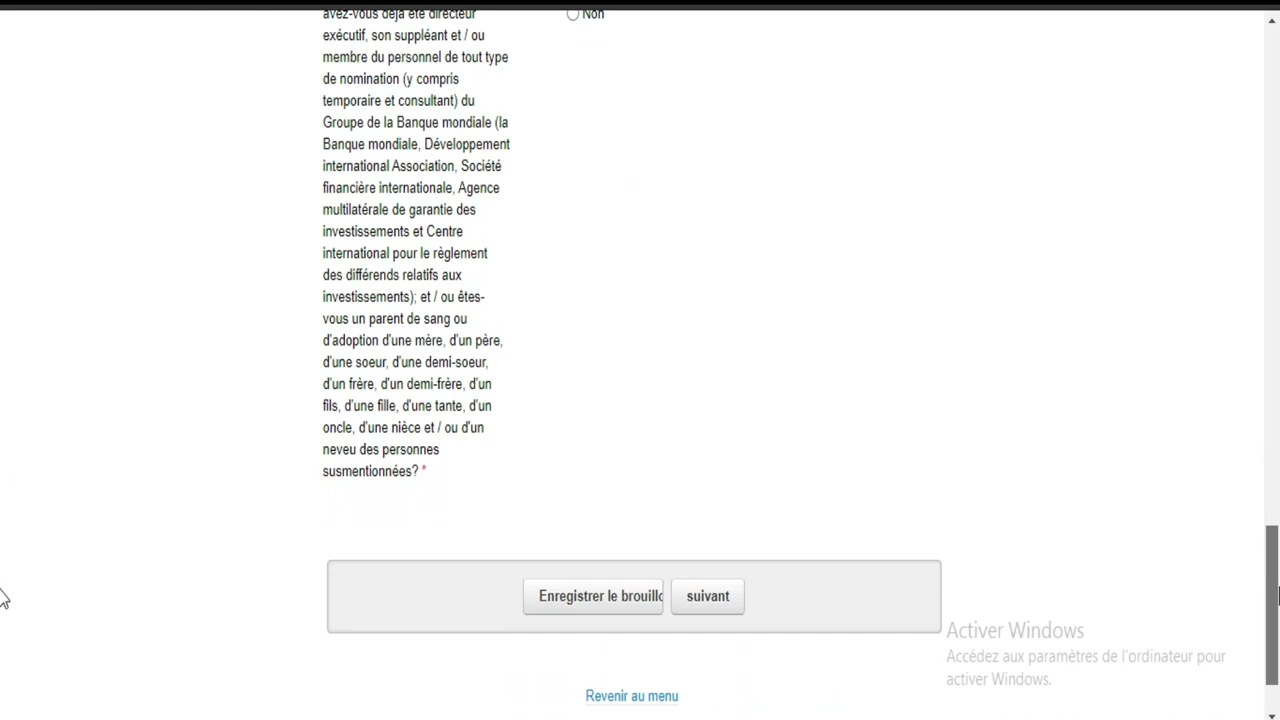 avez-vous déjà été directeur
Non
exécutif, son suppléant et / ou
membre du personnel de tout type
de nomination (y compris
temporaire et consultant) du
Groupe de la Banque mondiale (la
Banque mondiale, Développement
international Association, Société
financière internationale, Agence
multilatérale de garantie des
investissements et Centre
international pour le règlement
des différends relatifs aux
investissements); et / ou êtes-
vous un parent de sang ou
d'adoption d'une mère, d'un père,
d'une soeur, d'une demi-soeur,
d'un frère, d'un demi-frère, d'un
fils, d'une fille, d'une tante, d'un
oncle, d'une nièce et / ou d'un
neveu des personnes
susmentionnées? *
Enregistrer le brouillo
suivant
Activer Windows
Accédez aux paramètres de l'ordinateur pour
activer Windows.
Revenir au menu